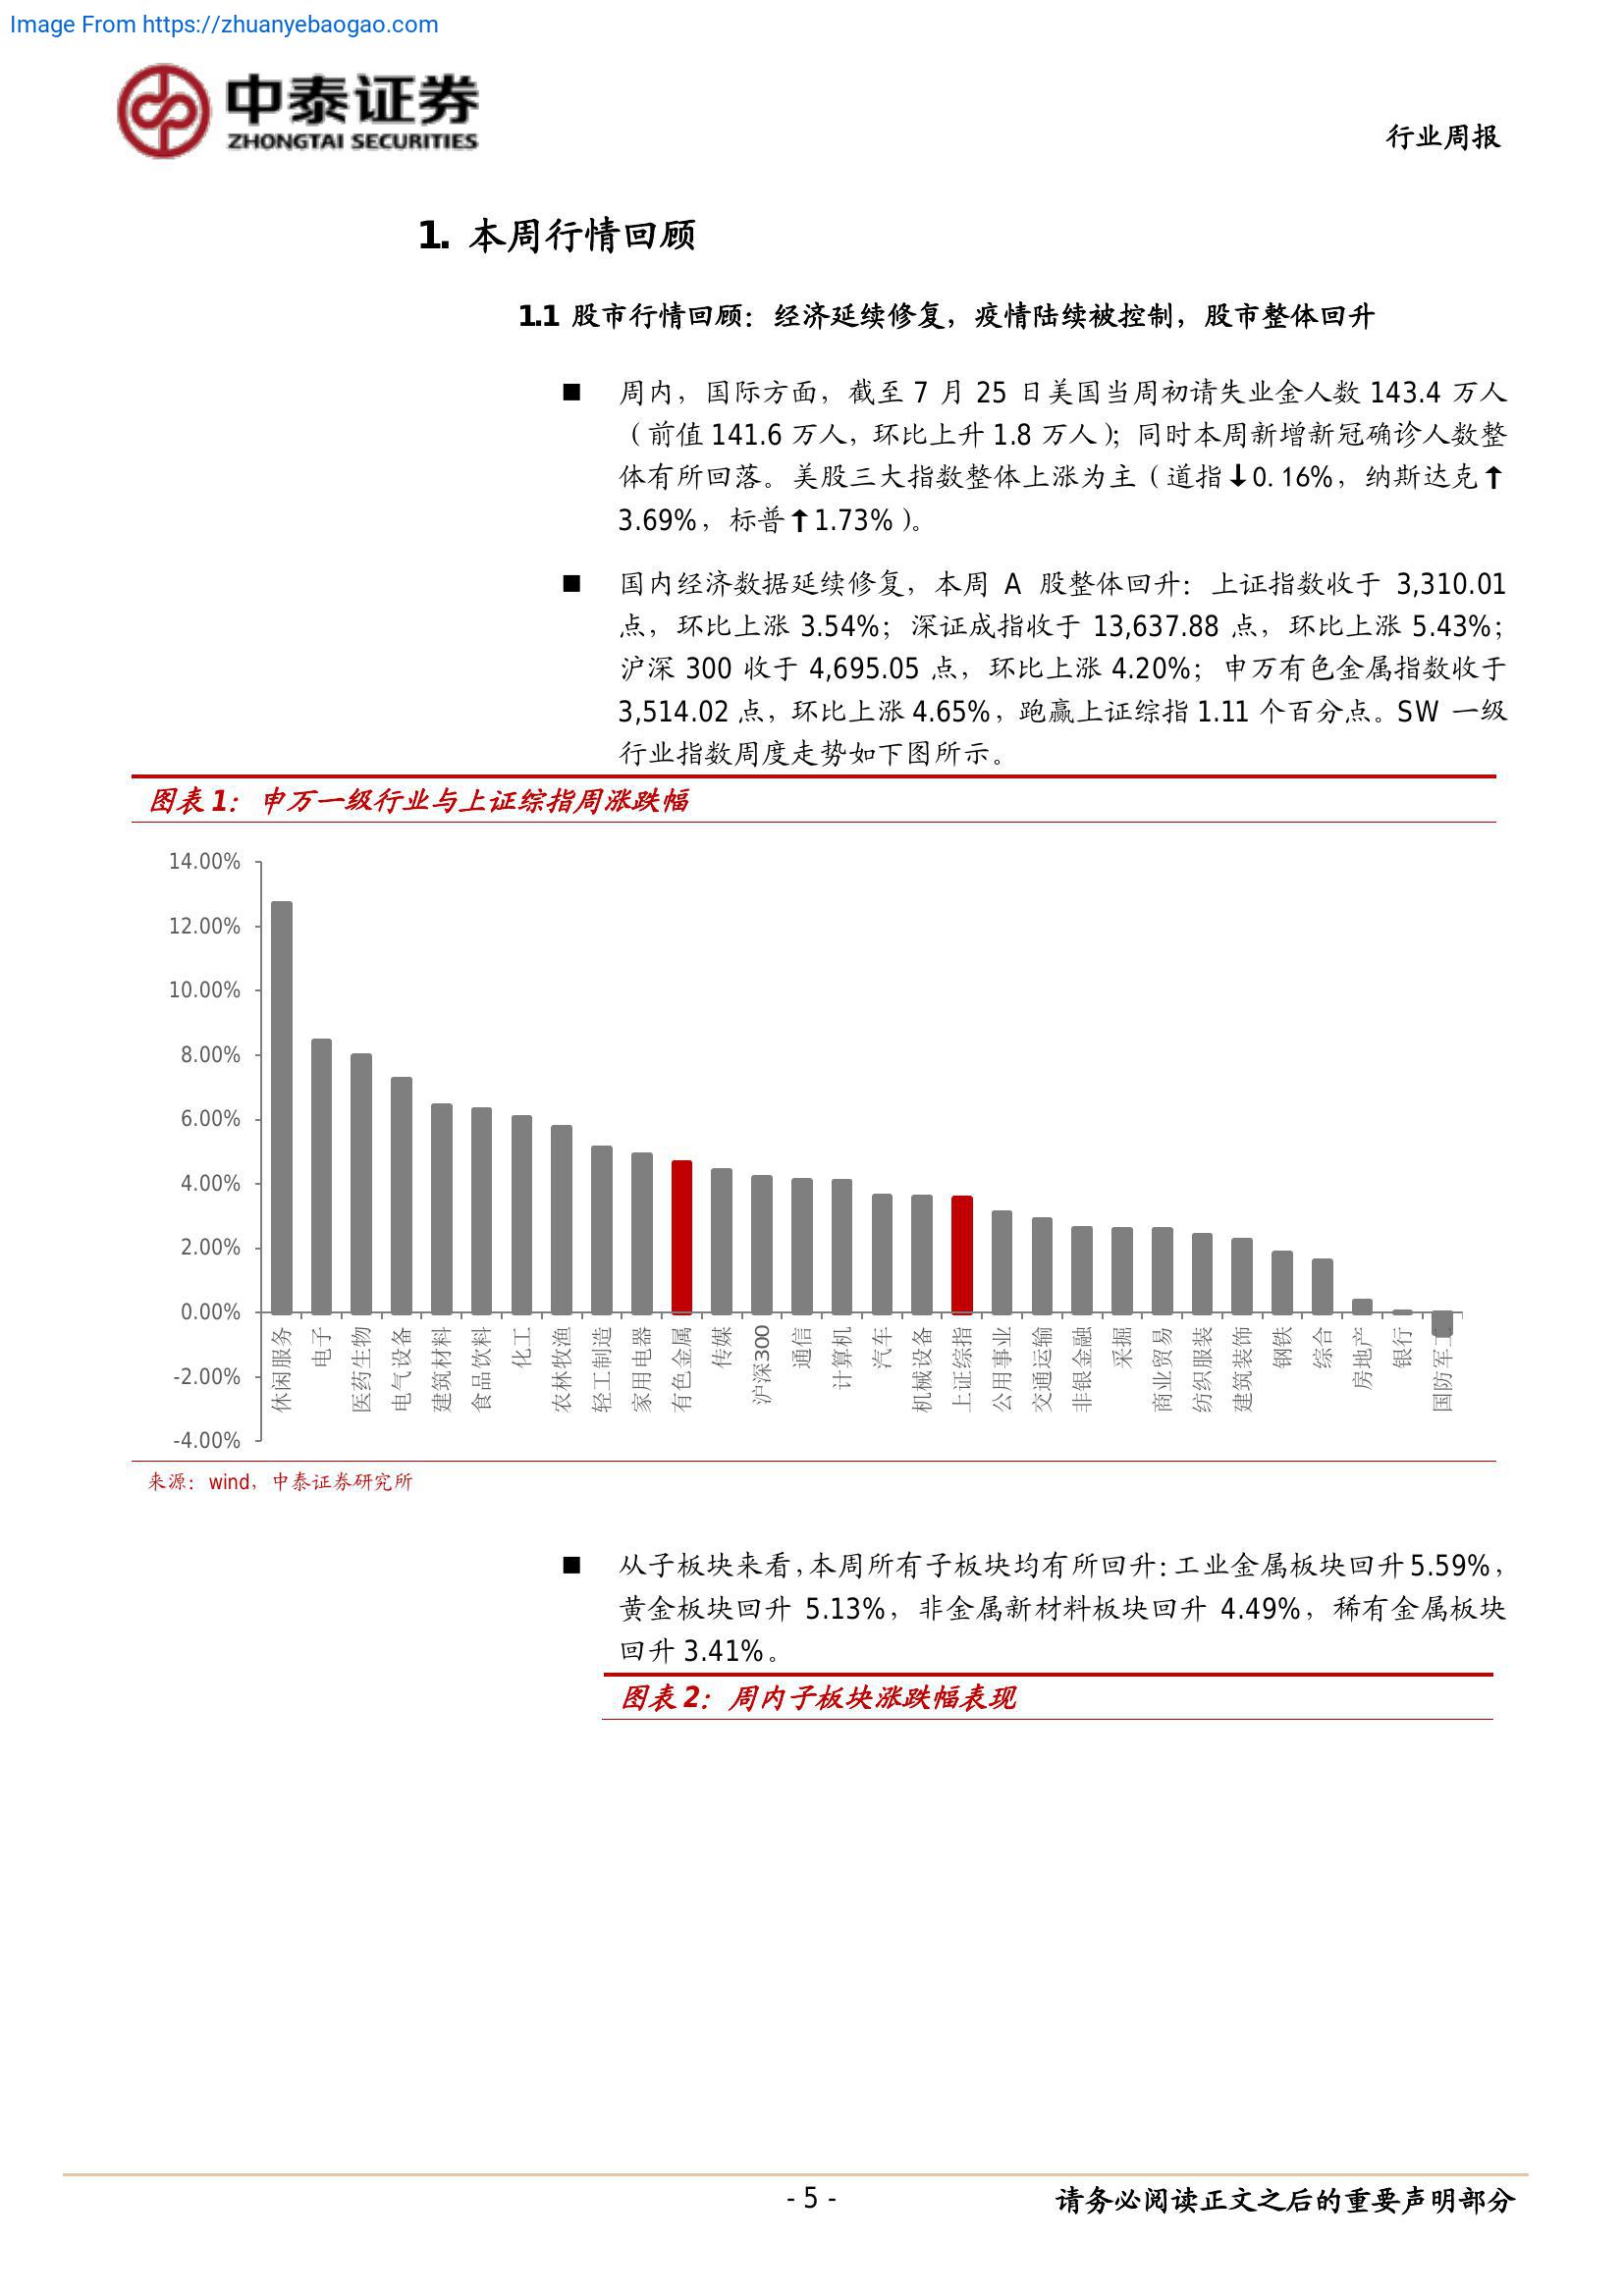 Image From https://zhuanyebaogao.com
中泰证券
ZHONGTAI SECURITIES
行业周报
1. 本周行情回顾
1.1 股市行情回顾：经济延续修复，疫情陆续被控制，股市整体回升
■ 周内，国际方面，截至 7 月 25 日美国当周初请失业金人数 143.4 万人
（前值 141.6 万人，环比上升 1.8 万人）；同时本周新增新冠确诊人数整
体有所回落。美股三大指数整体上涨为主（道指↓0.16%，纳斯达克↑
3.69%，标普↑1.73%）。
■ 国内经济数据延续修复，本周 A 股整体回升：上证指数收于 3,310.01
点，环比上涨 3.54%；深证成指收于 13,637.88 点，环比上涨 5.43%；
沪深 300 收于 4,695.05 点，环比上涨 4.20%；申万有色金属指数收于
3,514.02 点，环比上涨 4.65%，跑赢上证综指 1.11 个百分点。SW 一级
行业指数周度走势如下图所示。
图表 1：申万一级行业与上证综指周涨跌幅
14.00%
12.00%
10.00%
8.00%
6.00%
4.00%
2.00%
0.00%
-2.00%
-4.00%
休闲服务
电子
医药生物
电气设备
建筑材料
食品饮料
化工
农林牧渔
轻工制造
家用电器
有色金属
传媒
沪深300
通信
计算机
汽车
机械设备
上证综指
公用事业
交通运输
非银金融
采掘
商业贸易
纺织服装
建筑装饰
钢铁
综合
房地产
银行
国防军
来源：wind，中泰证券研究所
■ 从子板块来看，本周所有子板块均有所回升：工业金属板块回升 5.59%，
黄金板块回升 5.13%，非金属新材料板块回升 4.49%，稀有金属板块
回升 3.41%。
图表 2：周内子板块涨跌幅表现
- 5 -
请务必阅读正文之后的重要声明部分